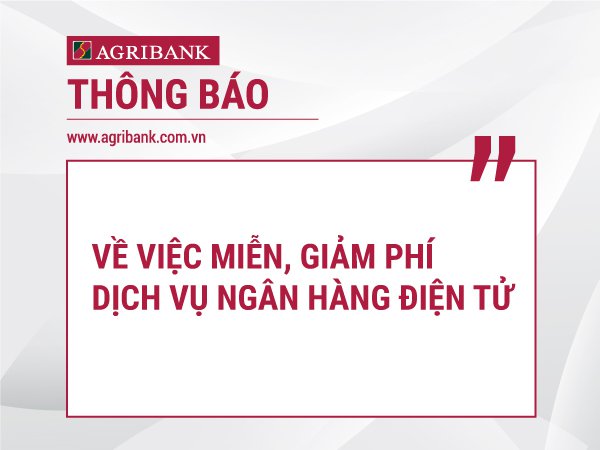 AGRIBANK
THÔNG BÁO
www.agribank.com.vn
”
VỀ VIỆC MIỄN, GIẢM PHÍ
DỊCH VỤ NGÂN HÀNG ĐIỆN TỬ